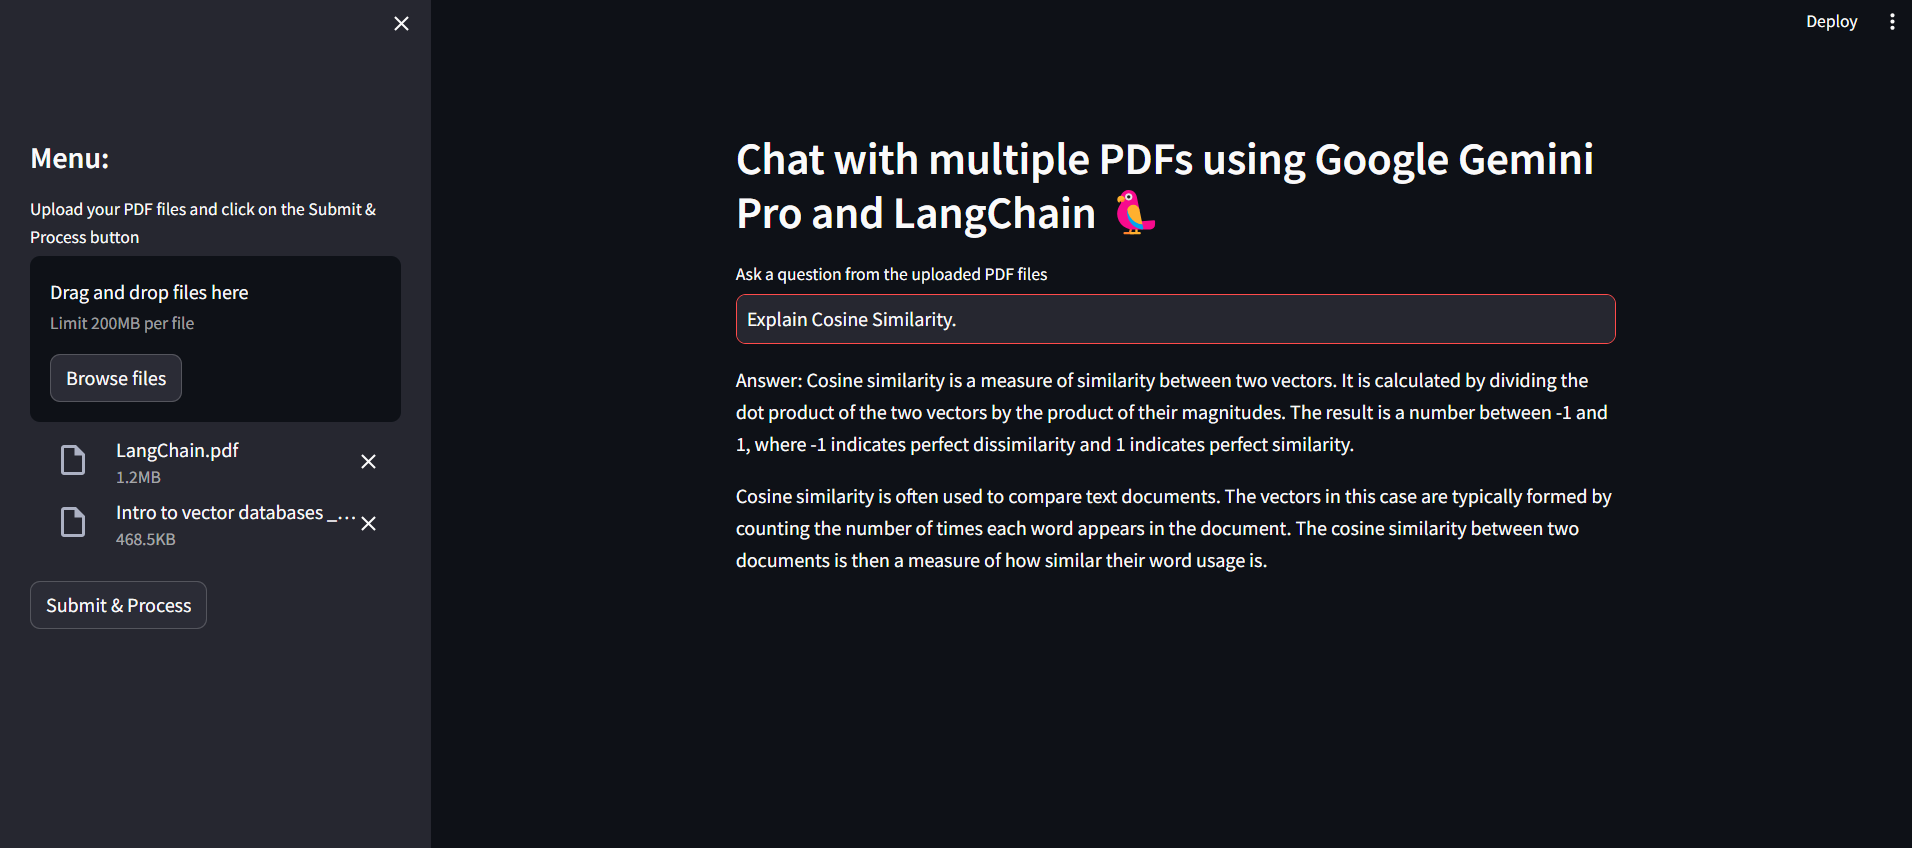 Deploy
Menu:
Upload your PDF files and click on the Submit &
Process button
Drag and drop files here
Limit 200MB per file
Browse files
LangChain.pdf
1.2MB
Intro to vector databases _...
468.5KB
Submit & Process
Chat with multiple PDFs using Google Gemini
Pro and LangChain 🦜
Ask a question from the uploaded PDF files
Explain Cosine Similarity.
Answer: Cosine similarity is a measure of similarity between two vectors. It is calculated by dividing the
dot product of the two vectors by the product of their magnitudes. The result is a number between -1 and
1, where -1 indicates perfect dissimilarity and 1 indicates perfect similarity.
Cosine similarity is often used to compare text documents. The vectors in this case are typically formed by
counting the number of times each word appears in the document. The cosine similarity between two
documents is then a measure of how similar their word usage is.